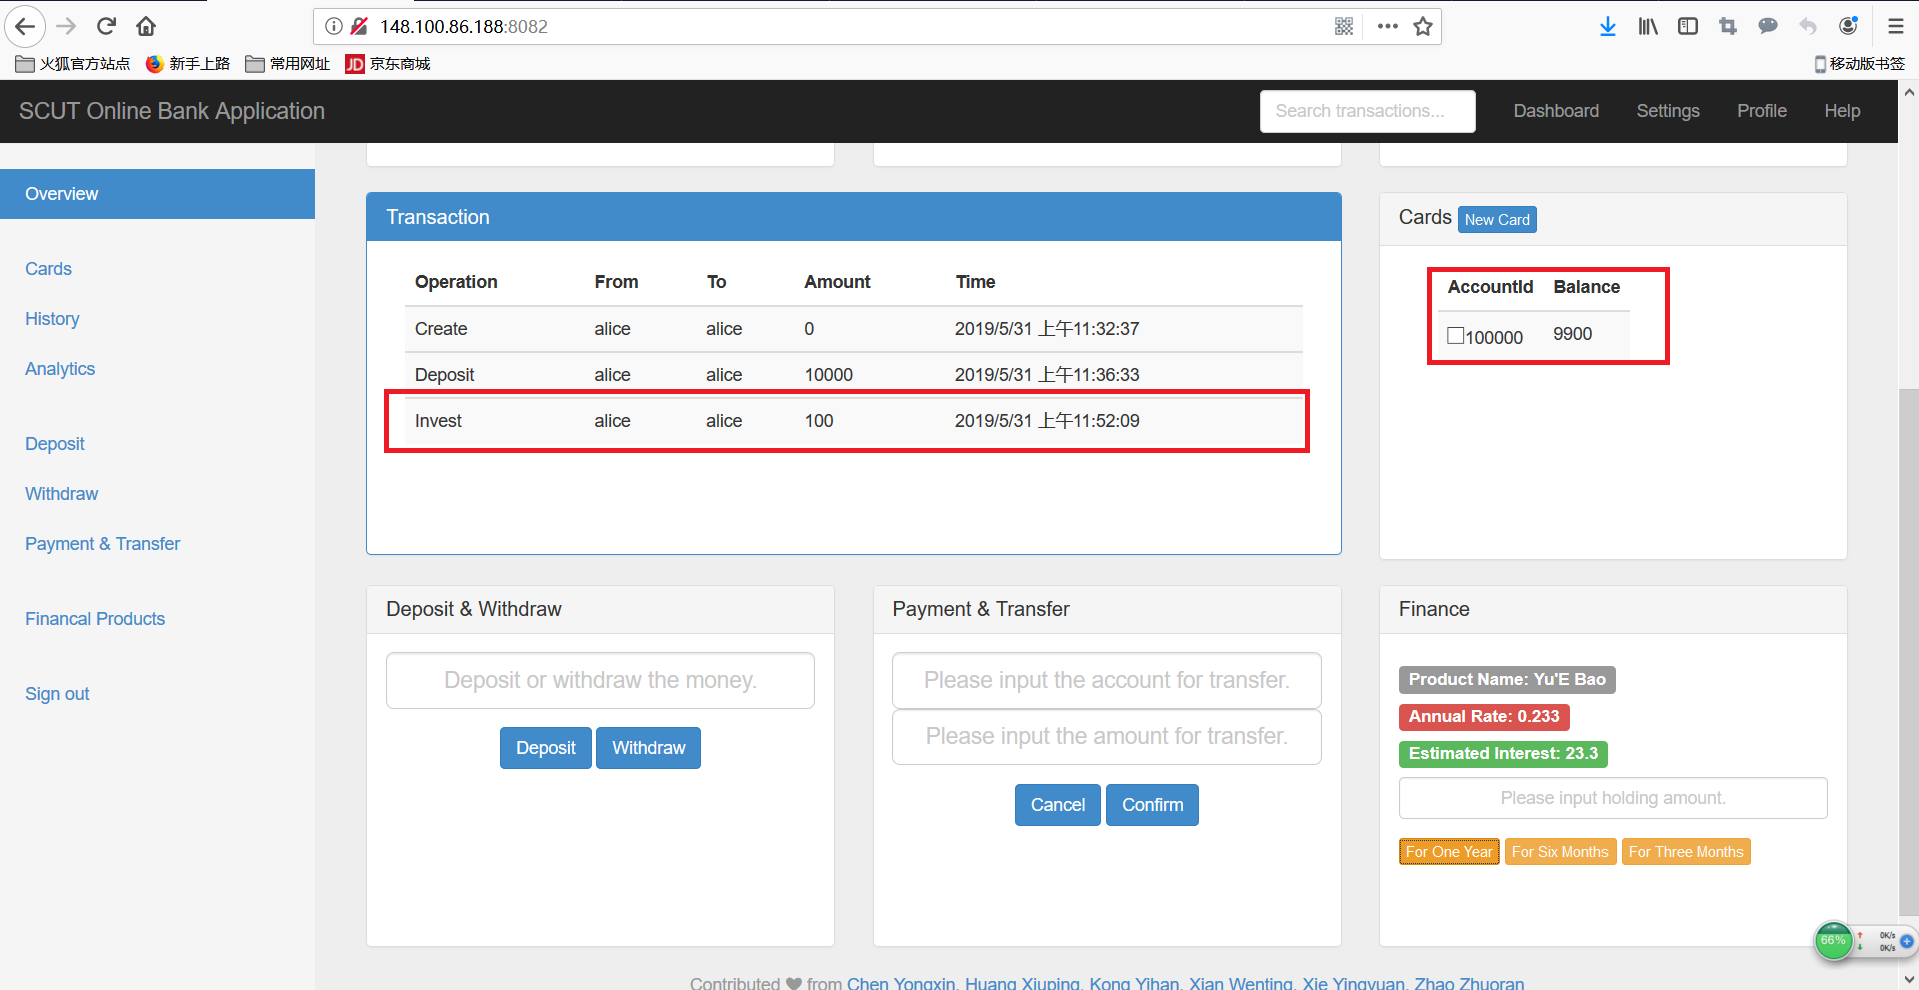 148.100.86.188:8082
火狐官方站点 新手上路 常用网址 JD 京东商城 移动版书签
SCUT Online Bank Application Search transactions... Dashboard Settings Profile Help
Overview
Cards
History
Analytics
Deposit
Withdraw
Payment & Transfer
Financal Products
Sign out
Transaction
Operation From To Amount Time
Create alice alice 0 2019/5/31 上午11:32:37
Deposit alice alice 10000 2019/5/31 上午11:36:33
Invest alice alice 100 2019/5/31 上午11:52:09
Cards New Card
AccountId Balance
100000 9900
Deposit & Withdraw
Deposit or withdraw the money.
Deposit Withdraw
Payment & Transfer
Please input the account for transfer.
Please input the amount for transfer.
Cancel Confirm
Finance
Product Name: Yu'E Bao
Annual Rate: 0.233
Estimated Interest: 23.3
Please input holding amount.
For One Year For Six Months For Three Months
66% 0K/s
0K/s
Contributed from Chen Yongxin, Huang Xiuping, Kong Yihan, Xian Wenting, Xie Yingyuan, Zhao Zhuoran